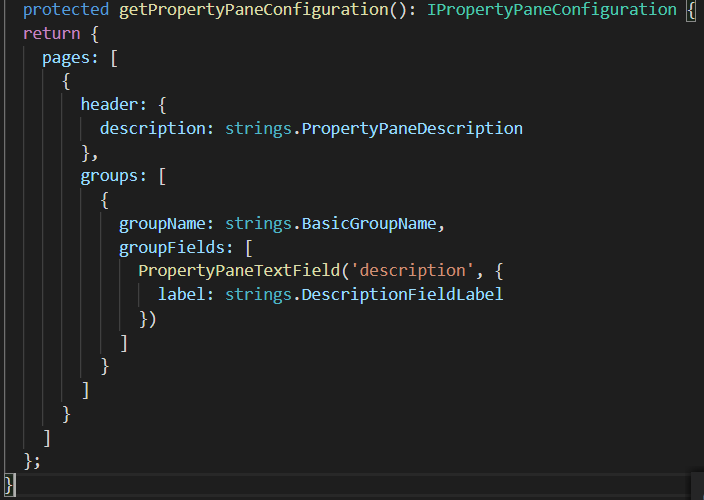 protected getPropertyPaneConfiguration(): IPropertyPaneConfiguration {
return {
  pages: [
    {
      header: {
        description: strings.PropertyPaneDescription
      },
      groups: [
        {
          groupName: strings.BasicGroupName,
          groupFields: [
            PropertyPaneTextField('description', {
              label: strings.DescriptionFieldLabel
            })
          ]
        }
      ]
    }
  ]
};
}